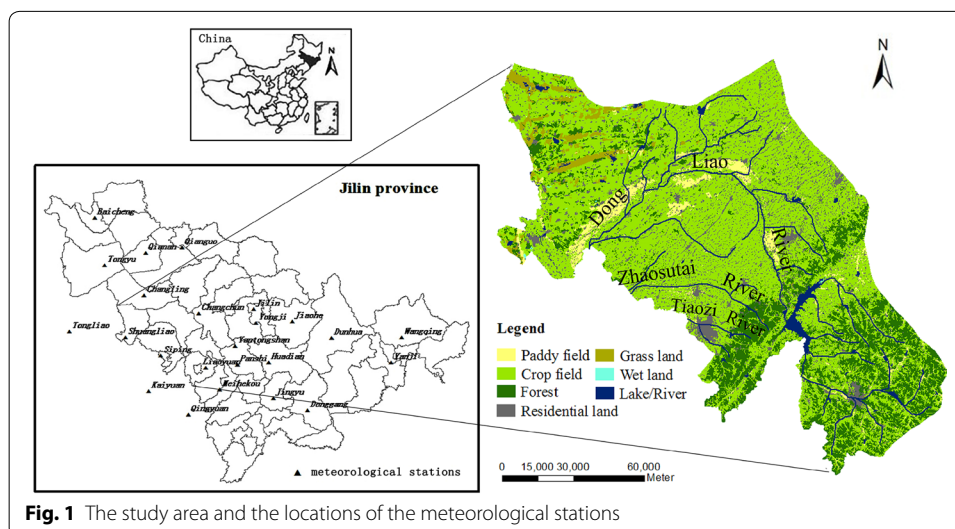 China
N
Jilin province
Baicheng
Qianan
Qianguo
Tongyu
Changling
Changchun
Jilin
Yongji
Jiaohe
Tongliao
Shuangliao
Dunhua
Wangqing
Yantongshan
Siping
Liaoyuan
Panshi
Huadian
Yanji
Kaiyuan
Meihekou
Jingyu
Qingyuan
Donggang
meteorological stations
N
Liao
Dong
River
Zhaosutai
River
Tiaozi River
Legend
Paddy field
Grass land
Crop field
Wet land
Forest
Lake/River
Residential land
0 15,000 30,000 60,000
Meter
Fig. 1 The study area and the locations of the meteorological stations